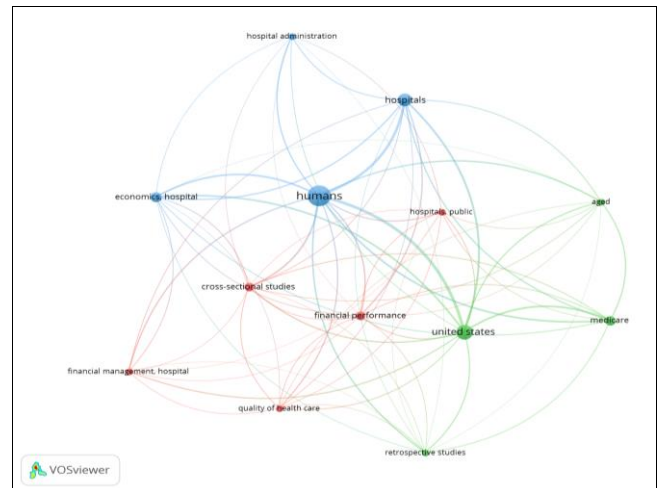 hospital administration
hospitals
economics, hospital
humans
aged
hospitals, public
cross-sectional studies
financial performance
medicare
united states
financial management, hospital
quality of health care
retrospective studies
VOSviewer